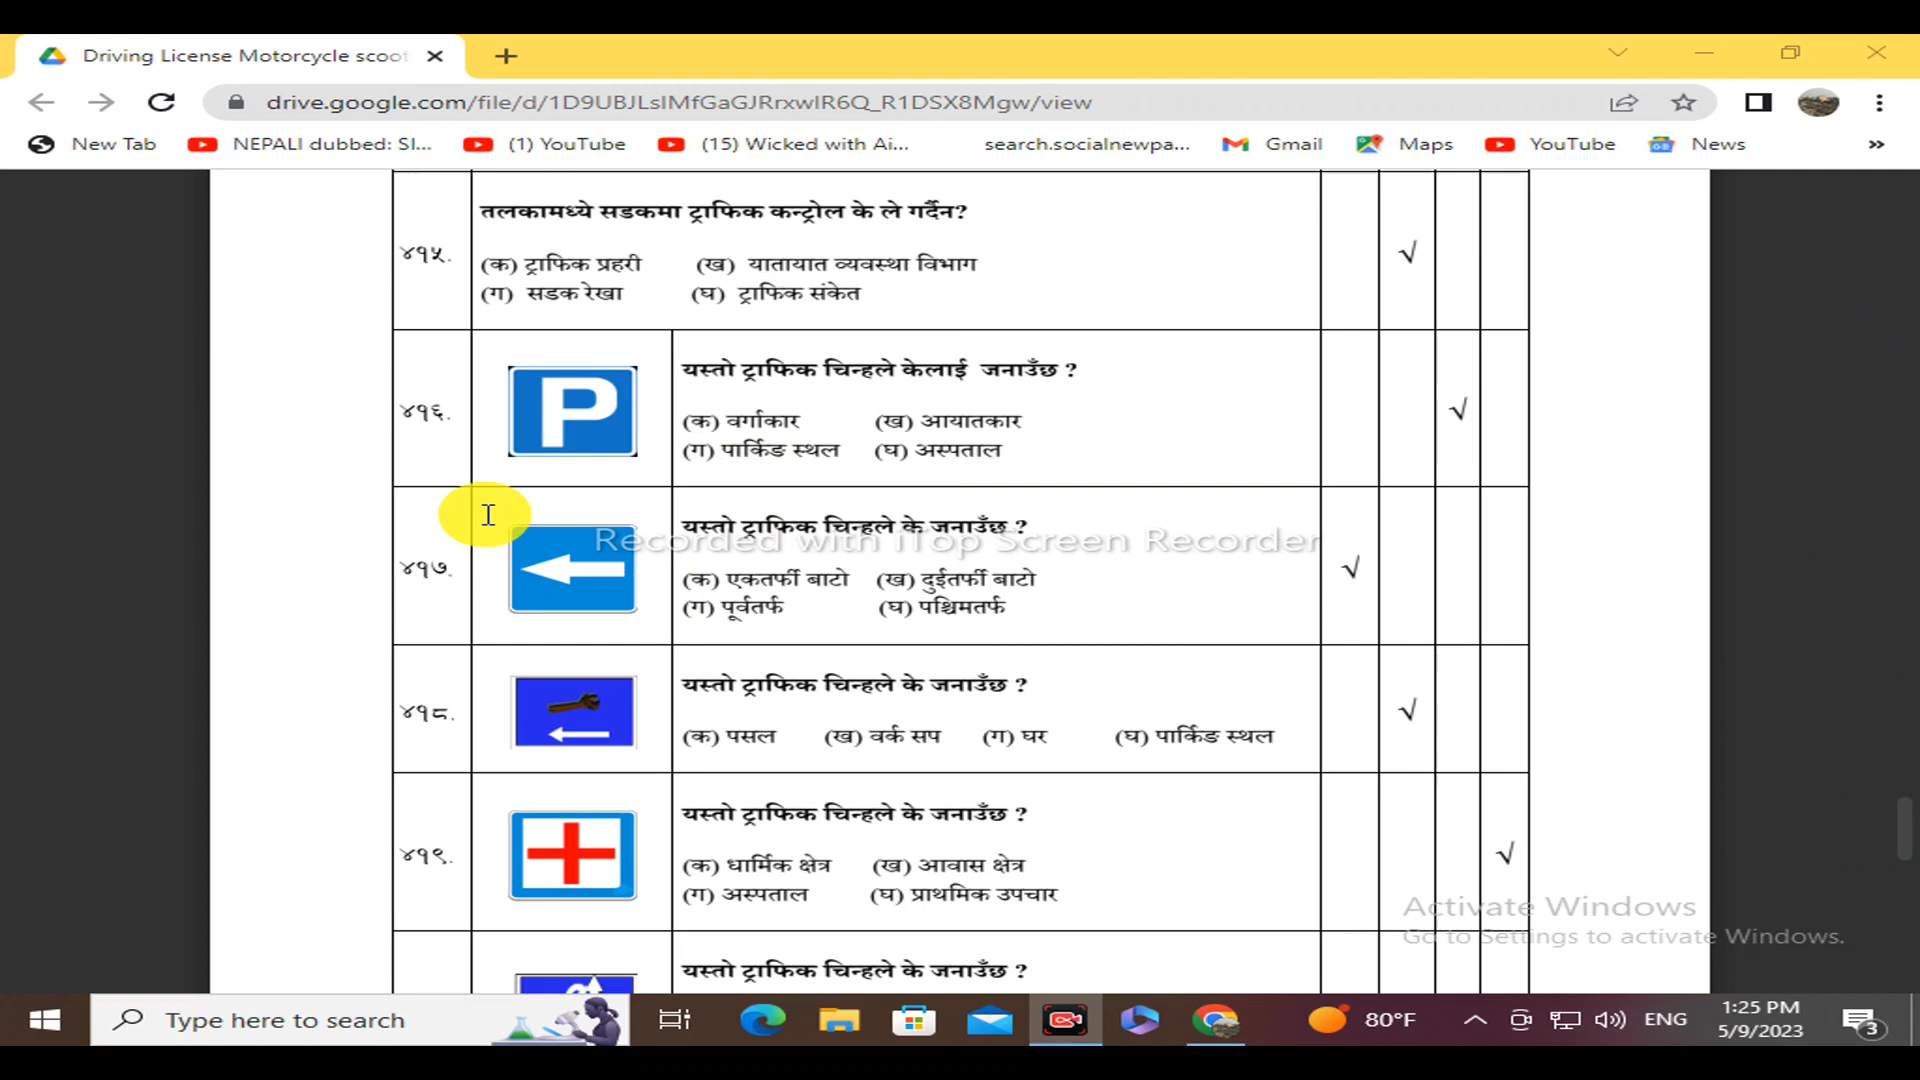 Driving License Motorcycle scoot
drive.google.com/file/d/1D9UBJLsIMfGaGJRrxwIR6Q_R1DSX8Mgw/view
New Tab NEPALI dubbed: SI... (1) YouTube (15) Wicked with Ai... search.socialnewpa... Gmail Maps YouTube News »
तलकामध्ये सडकमा ट्राफिक कन्ट्रोल के ले गर्दैन?
४१५. √
(क) ट्राफिक प्रहरी (ख) यातायात व्यवस्था विभाग
(ग) सडक रेखा (घ) ट्राफिक संकेत
यस्तो ट्राफिक चिन्हले केलाई जनाउँछ ?
४१६. P √
(क) वर्गाकार (ख) आयातकार
(ग) पार्किङ स्थल (घ) अस्पताल
यस्तो ट्राफिक चिन्हले के जनाउँछ ?
Recorded with iTop Screen Recorder
४१७. √
(क) एकतर्फी बाटो (ख) दुईतर्फी बाटो
(ग) पूर्वतर्फ (घ) पश्चिमतर्फ
यस्तो ट्राफिक चिन्हले के जनाउँछ ?
४१८. √
(क) पसल (ख) वर्क सप (ग) घर (घ) पार्किङ स्थल
यस्तो ट्राफिक चिन्हले के जनाउँछ ?
४१९. √
(क) धार्मिक क्षेत्र (ख) आवास क्षेत्र
(ग) अस्पताल (घ) प्राथमिक उपचार
Activate Windows
Go to Settings to activate Windows.
यस्तो ट्राफिक चिन्हले के जनाउँछ ?
Type here to search 80°F ENG 1:25 PM
5/9/2023 3